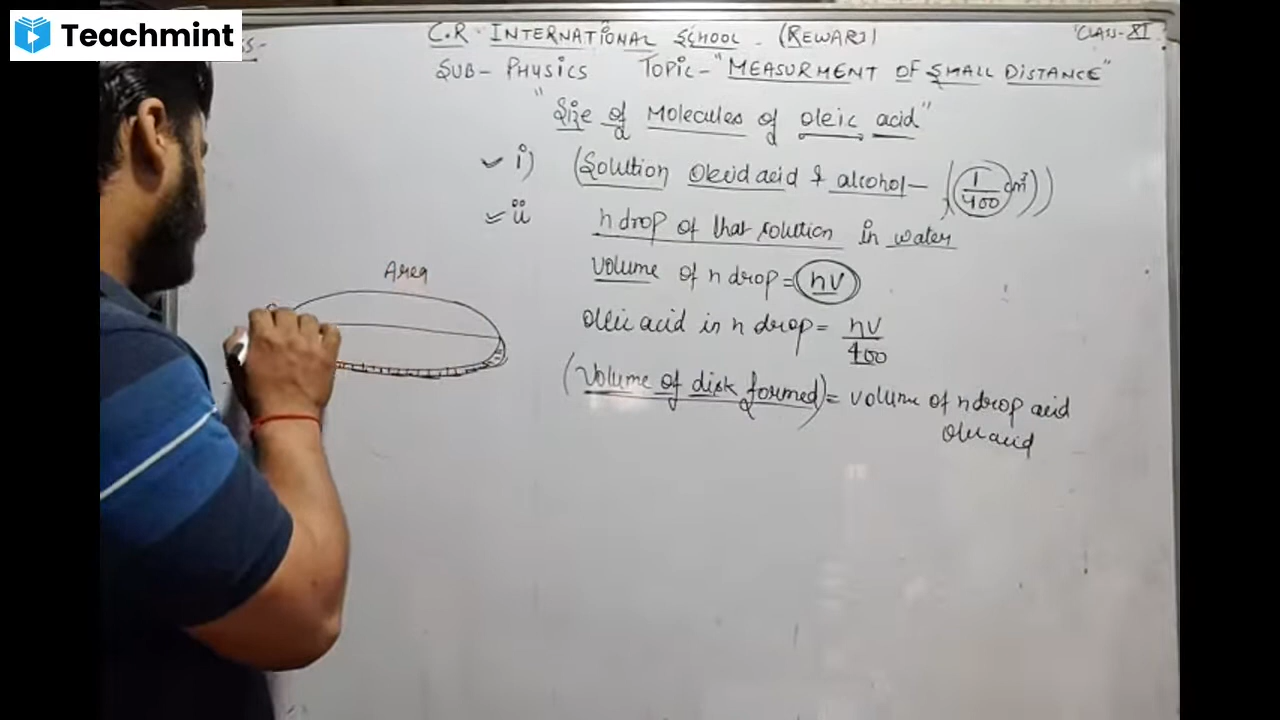 Teachmint
C.R. INTERNATIONAL SCHOOL - (REWARI)
CLASS-XI
SUB- PHYSICS TOPIC- "MEASURMENT OF SMALL DISTANCE"
"Size of Molecules of oleic acid"
i) (Solution Oleic acid & alcohol- ((1/400 cm³))
ii n drop of that solution in water
Area
volume of n drop = nv
oleic acid in n drop = nv/400
(Volume of disk formed) = volume of n drop acid
oleic acid